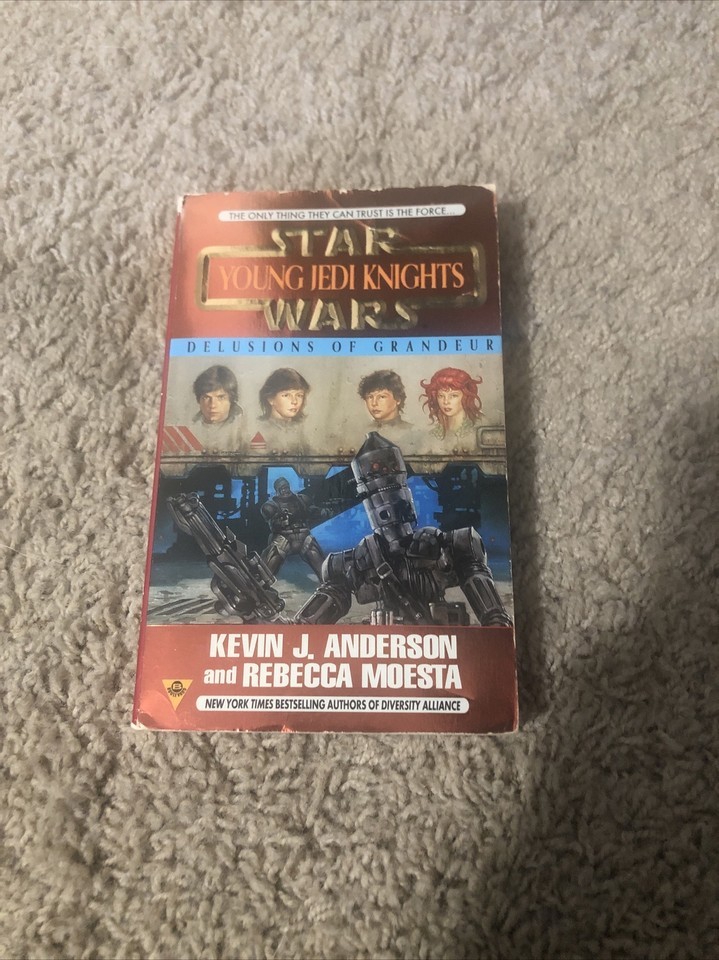 THE ONLY THING THEY CAN TRUST IS THE FORCE...
STAR
YOUNG JEDI KNIGHTS
WARS
DELUSIONS OF GRANDEUR
KEVIN J. ANDERSON
and REBECCA MOESTA
NEW YORK TIMES BESTSELLING AUTHORS OF DIVERSITY ALLIANCE